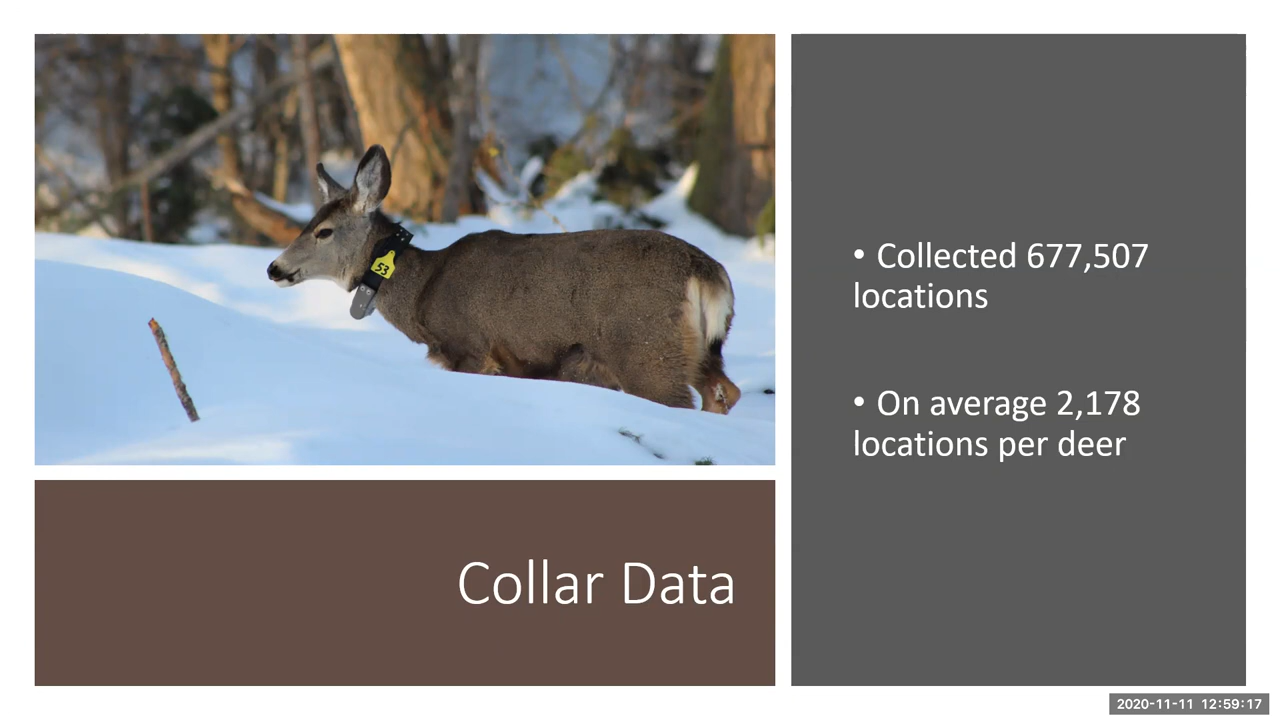 53
• Collected 677,507
locations
• On average 2,178
locations per deer
Collar Data
2020-11-11 12:59:17